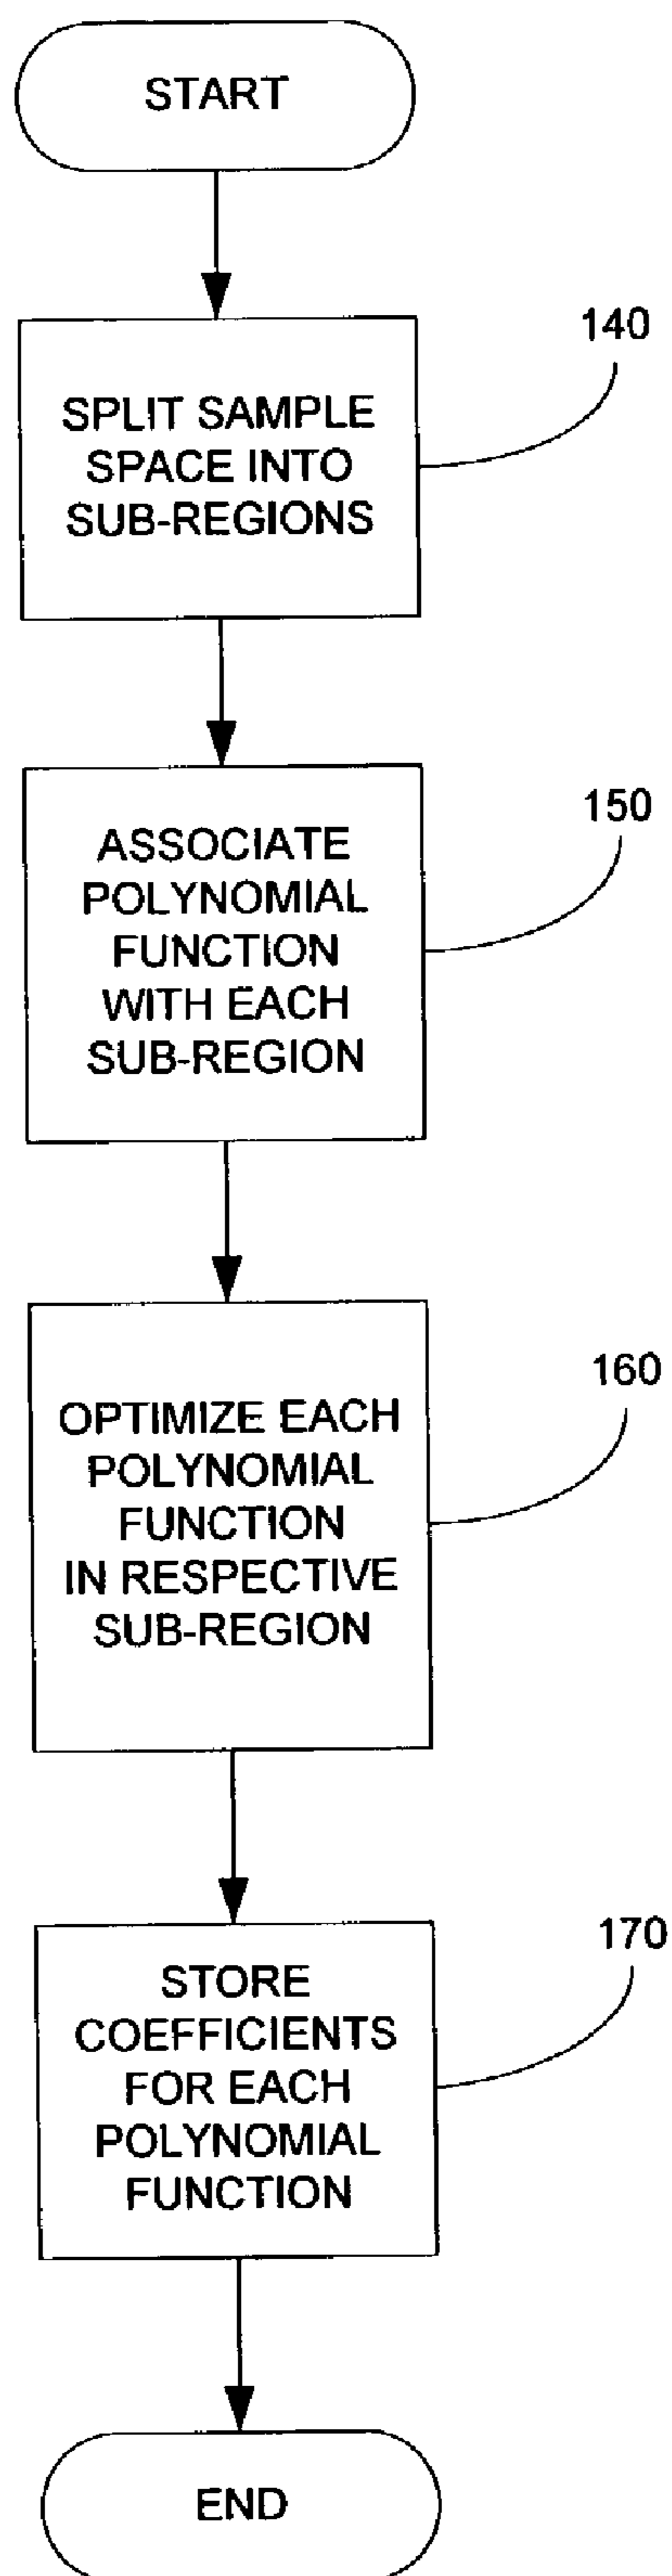 START
140
SPLIT SAMPLE
SPACE INTO
SUB-REGIONS
150
ASSOCIATE
POLYNOMIAL
FUNCTION
WITH EACH
SUB-REGION
160
OPTIMIZE EACH
POLYNOMIAL
FUNCTION
IN RESPECTIVE
SUB-REGION
170
STORE
COEFFICIENTS
FOR EACH
POLYNOMIAL
FUNCTION
END